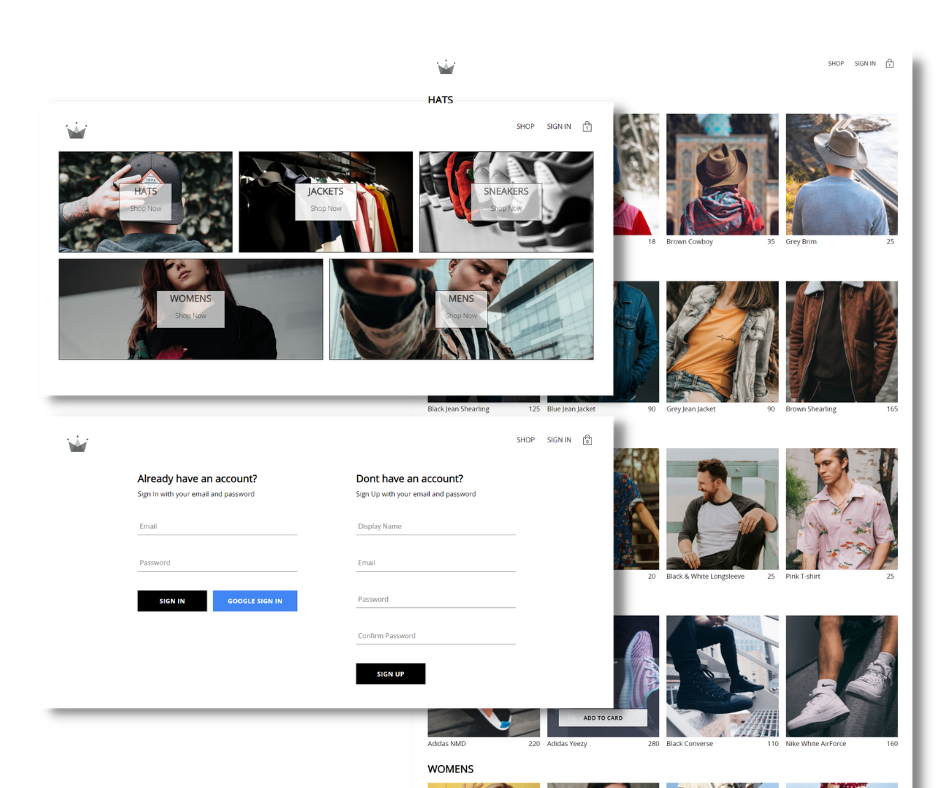 SHOP SIGN IN
HATS
SHOP SIGN IN
HATS
Shop Now
JACKETS
Shop Now
SNEAKERS
Shop Now
WOMENS
Shop Now
MENS
Shop Now
18 Brown Cowboy 35 Grey Brim 25
Black Jean Shearling 125 Blue Jean Jacket 90 Grey Jean Jacket 90 Brown Shearling 165
SHOP SIGN IN
Already have an account?
Sign In with your email and password
Email
Password
SIGN IN GOOGLE SIGN IN
Dont have an account?
Sign Up with your email and password
Display Name
Email
Password
Confirm Password
SIGN UP
20 Black & White Longsleeve 25 Pink T-shirt 25
ADD TO CARD
Adidas NMD 220 Adidas Yeezy 280 Black Converse 110 Nike White AirForce 160
WOMENS